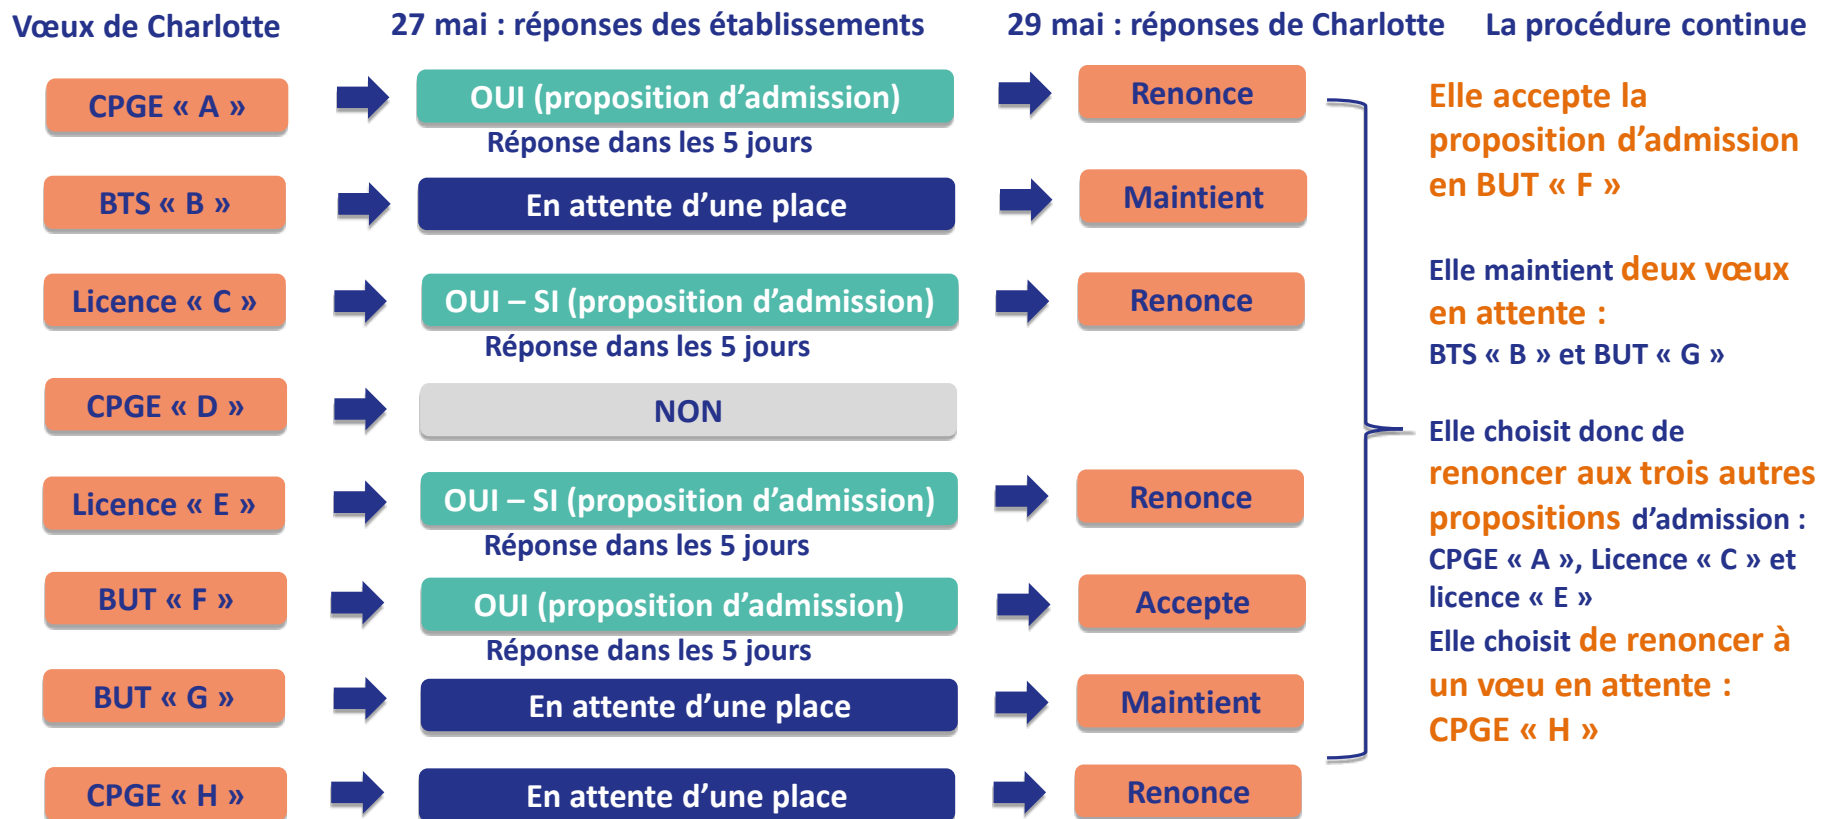 Vœux de Charlotte
27 mai : réponses des établissements
29 mai : réponses de Charlotte
La procédure continue
CPGE « A »
OUI (proposition d’admission)
Réponse dans les 5 jours
Renonce
BTS « B »
En attente d’une place
Maintient
Licence « C »
OUI – SI (proposition d’admission)
Réponse dans les 5 jours
Renonce
CPGE « D »
NON
Licence « E »
OUI – SI (proposition d’admission)
Réponse dans les 5 jours
Renonce
BUT « F »
OUI (proposition d’admission)
Réponse dans les 5 jours
Accepte
BUT « G »
En attente d’une place
Maintient
CPGE « H »
En attente d’une place
Renonce
Elle accepte la
proposition d’admission
en BUT « F »
Elle maintient deux vœux
en attente :
BTS « B » et BUT « G »
Elle choisit donc de
renoncer aux trois autres
propositions d’admission :
CPGE « A », Licence « C » et
licence « E »
Elle choisit de renoncer à
un vœu en attente :
CPGE « H »